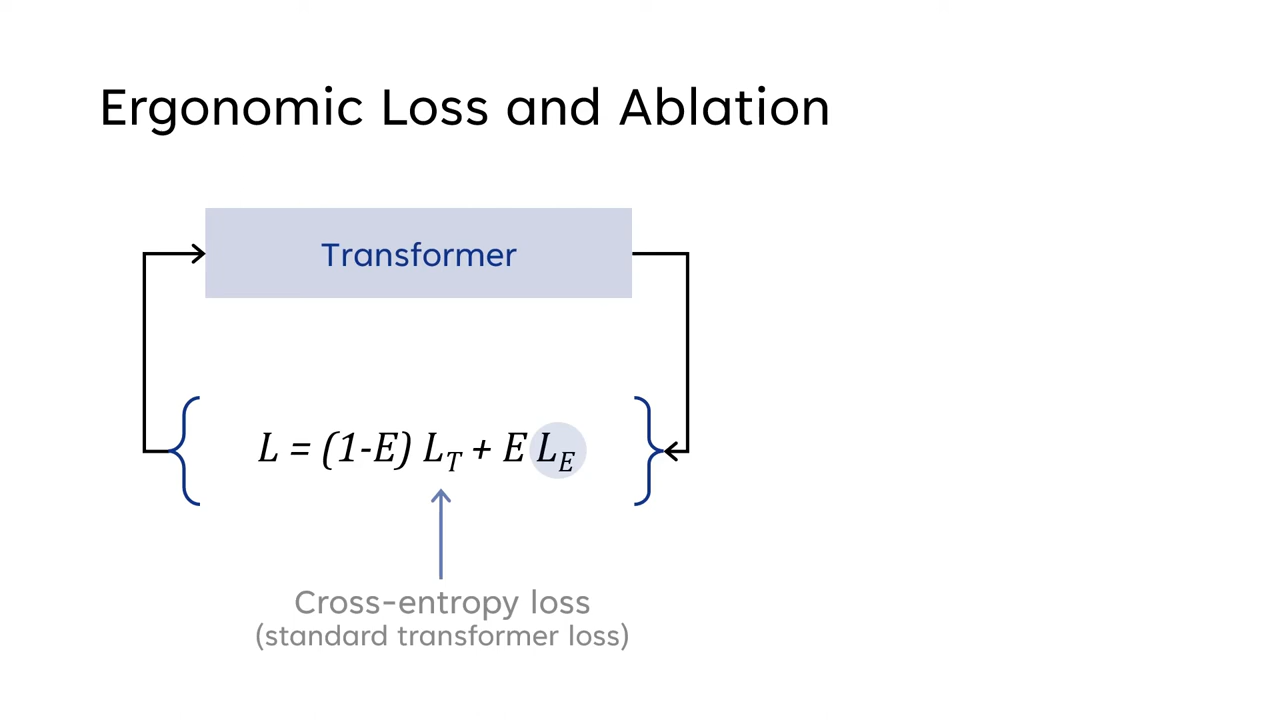 Ergonomic Loss and Ablation
Transformer
L = (1-E) L_T + E L_E
Cross-entropy loss
(standard transformer loss)